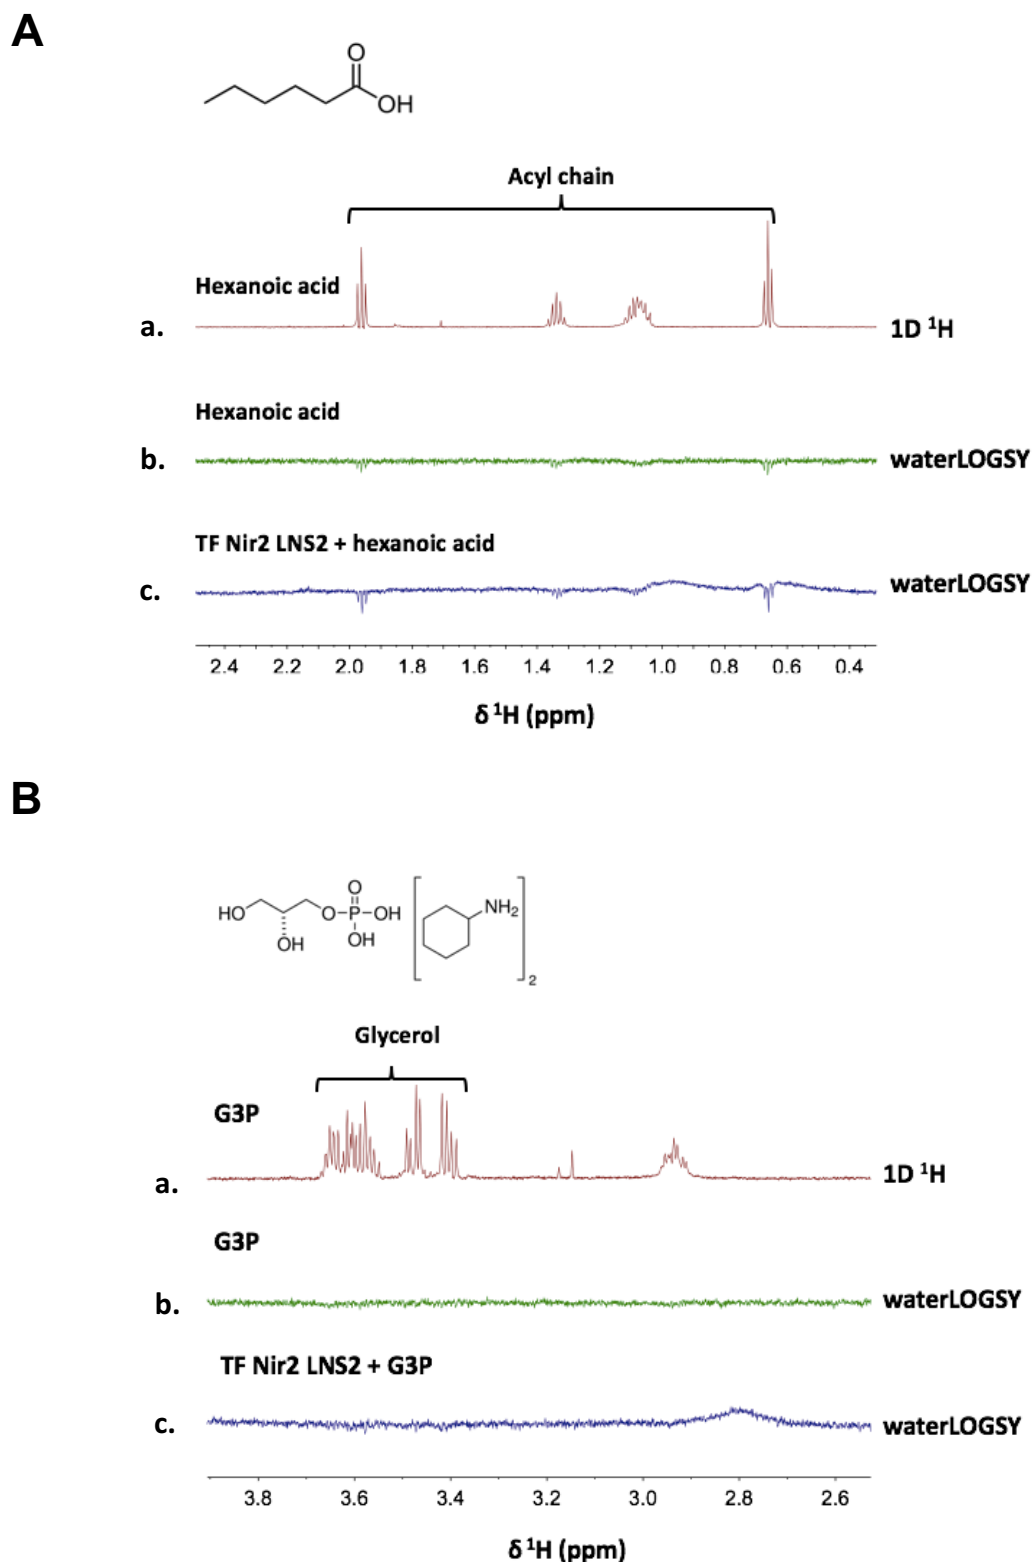 A
O
OH
Acyl chain
Hexanoic acid
a.
1D ¹H
Hexanoic acid
b.
waterLOGSY
TF Nir2 LNS2 + hexanoic acid
c.
waterLOGSY
2.4 2.2 2.0 1.8 1.6 1.4 1.2 1.0 0.8 0.6 0.4
δ ¹H (ppm)
B
O
HO O-P-OH NH₂
OH OH
2
Glycerol
G3P
a.
1D ¹H
G3P
b.
waterLOGSY
TF Nir2 LNS2 + G3P
c.
waterLOGSY
3.8 3.6 3.4 3.2 3.0 2.8 2.6
δ ¹H (ppm)